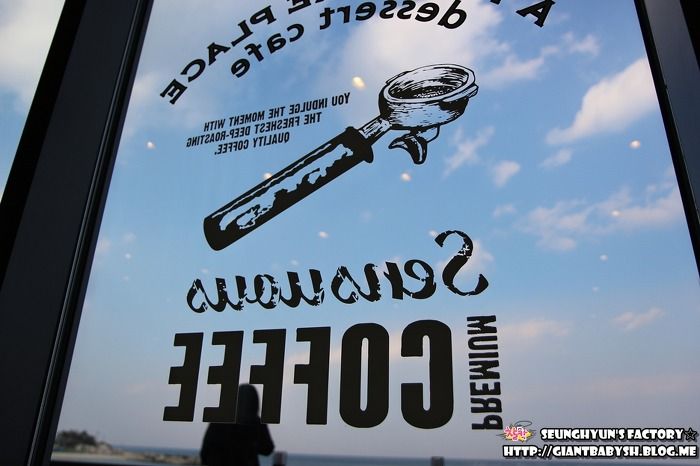 A T
E PLACE
dessert cafe
YOU INDULGE THE MOMENT WITH
THE FRESHEST DEEP-ROASTING
QUALITY COFFEE.
Sensuous
PREMIUM
COFFEE
SEUNGHYUN'S FACTORY☆
HTTP://GIANTBABYSH.BLOG.ME